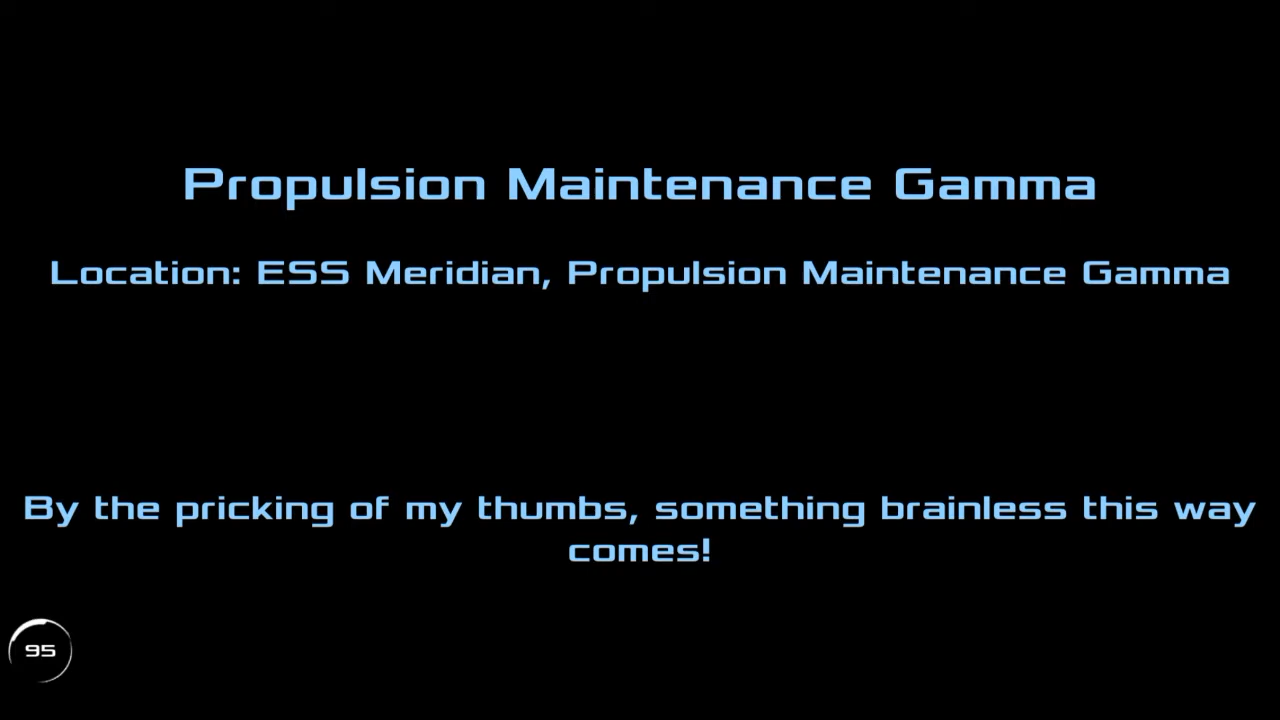 Propulsion Maintenance Gamma
Location: ESS Meridian, Propulsion Maintenance Gamma
By the pricking of my thumbs, something brainless this way
comes!
95